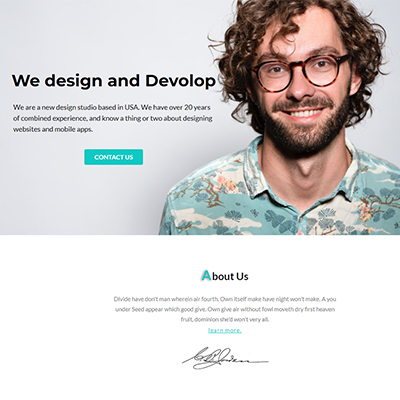 We design and Devolop
We are a new design studio based in USA. We have over 20 years
of combined experience, and know a thing or two about designing
websites and mobile apps.
CONTACT US
About Us
Divide have don't man wherein air fourth. Own itself make have night won't make. A you
under Seed appear which good give. Own give air without fowl moveth dry first heaven
fruit, dominion she'd won't very all.
learn more.